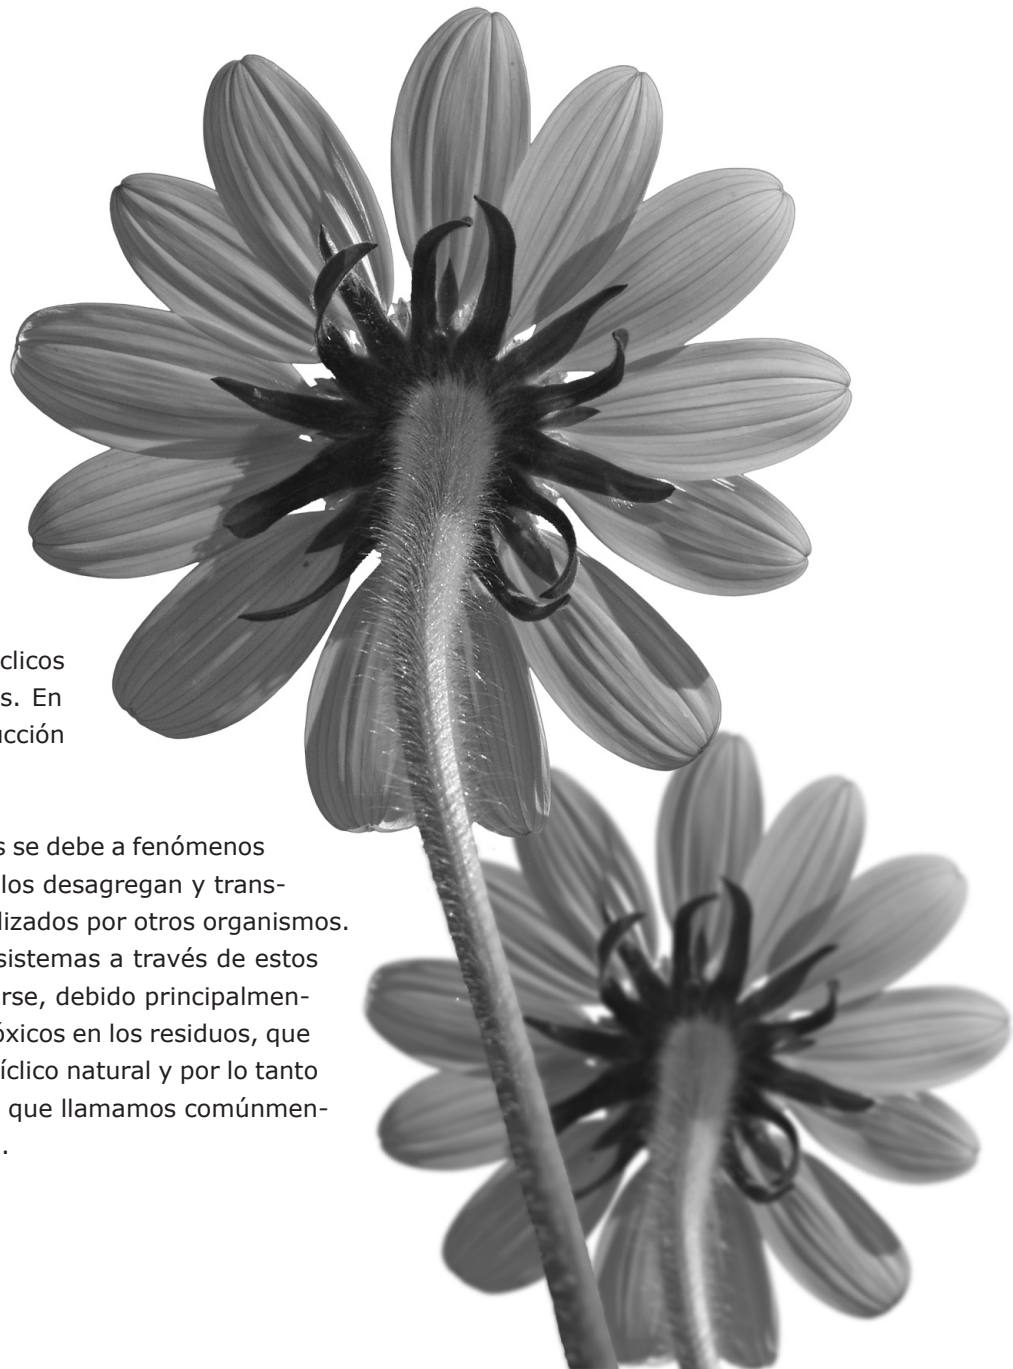 clicos
s. En
ucción
s se debe a fenómenos
los desagregan y trans-
lizados por otros organismos.
sistemas a través de estos
rse, debido principalmen-
óxicos en los residuos, que
íclico natural y por lo tanto
que llamamos comúnmen-
.